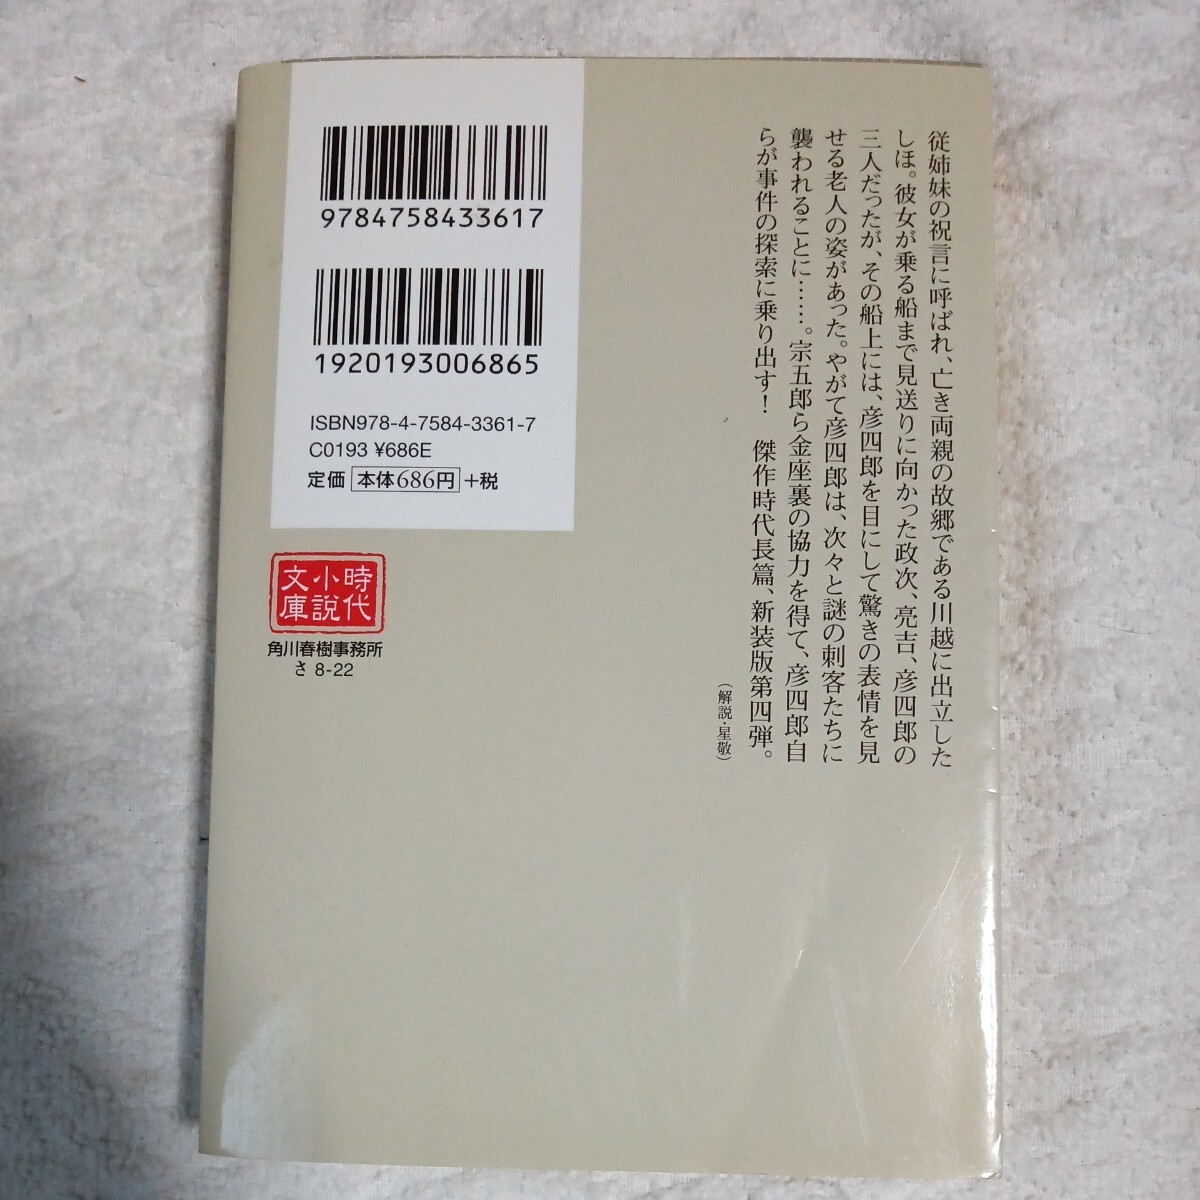 従姉妹の祝言に呼ばれ、亡き両親の故郷である川越に出立した
しほ。彼女が乗る船まで見送りに向かった政次、亮吉、彦四郎の
三人だったが、その船上には、彦四郎を目にして驚きの表情を見
せる老人の姿があった。やがて彦四郎は、次々と謎の刺客たちに
襲われることに……。宗五郎ら金座裏の協力を得て、彦四郎自
らが事件の探索に乗り出す！　傑作時代長篇、新装版第四弾。
（解説・星敬）
9784758433617
1920193006865
ISBN978-4-7584-3361-7
C0193 ¥686E
定価 本体686円 +税
時代
小説
文庫
角川春樹事務所
さ 8-22